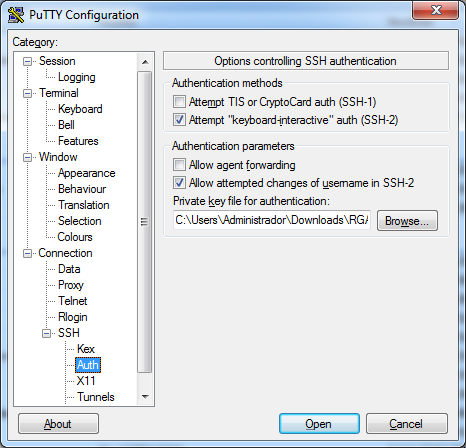 PuTTY Configuration
Category:
Session
Logging
Terminal
Keyboard
Bell
Features
Window
Appearance
Behaviour
Translation
Selection
Colours
Connection
Data
Proxy
Telnet
Rlogin
SSH
Kex
Auth
X11
Tunnels
Options controlling SSH authentication
Authentication methods
Attempt TIS or CryptoCard auth (SSH-1)
Attempt "keyboard-interactive" auth (SSH-2)
Authentication parameters
Allow agent forwarding
Allow attempted changes of username in SSH-2
Private key file for authentication:
C:\Users\Administrador\Downloads\RGA
Browse...
About
Open
Cancel